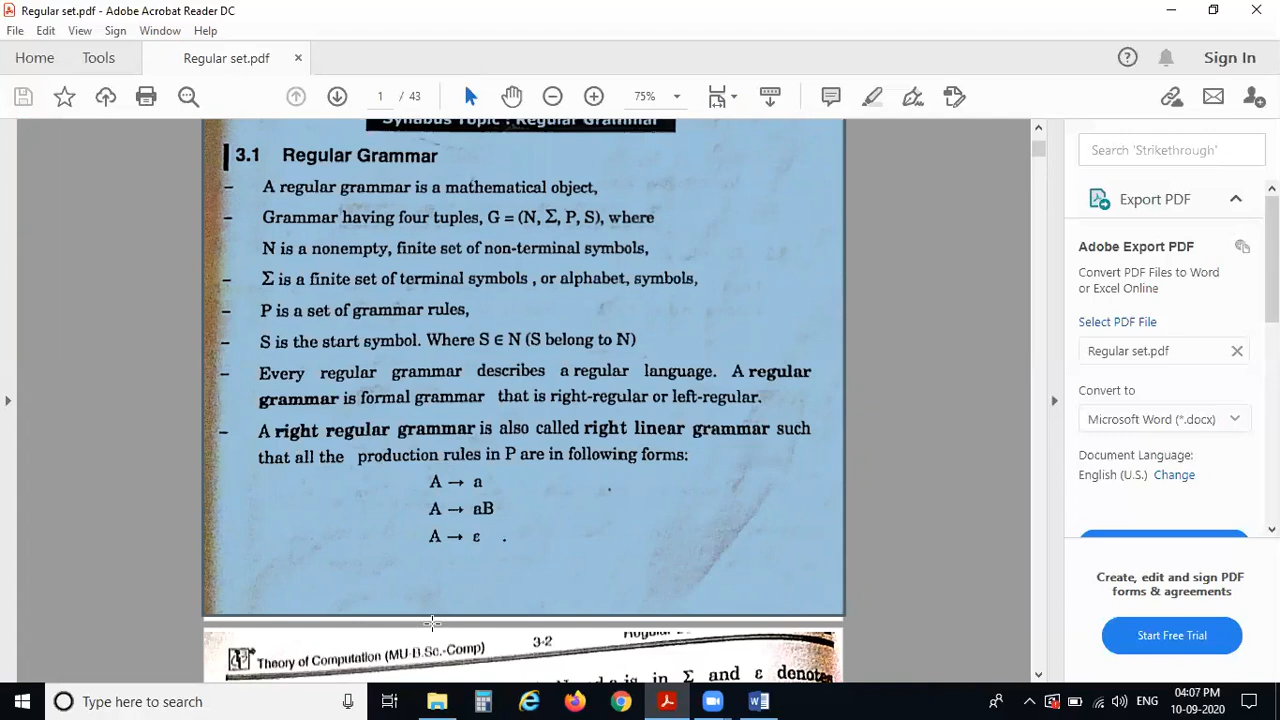 Regular set.pdf - Adobe Acrobat Reader DC
File Edit View Sign Window Help
Home Tools Regular set.pdf × Sign In
1 / 43 75%
Syllabus Topic : Regular Grammar
3.1 Regular Grammar
– A regular grammar is a mathematical object,
– Grammar having four tuples, G = (N, Σ, P, S), where
N is a nonempty, finite set of non-terminal symbols,
– Σ is a finite set of terminal symbols , or alphabet, symbols,
– P is a set of grammar rules,
– S is the start symbol. Where S ∈ N (S belong to N)
– Every regular grammar describes a regular language. A regular
grammar is formal grammar that is right-regular or left-regular.
– A right regular grammar is also called right linear grammar such
that all the production rules in P are in following forms:
A → a
A → aB
A → ε .
Theory of Computation (MU-B.Sc.-Comp) 3-2
is in Σ and ε denotes
Search 'Strikethrough'
Export PDF
Adobe Export PDF
Convert PDF Files to Word
or Excel Online
Select PDF File
Regular set.pdf
Convert to
Microsoft Word (*.docx)
Document Language:
English (U.S.) Change
Create, edit and sign PDF
forms & agreements
Start Free Trial
Type here to search
ENG
04:07 PM
10-09-2020